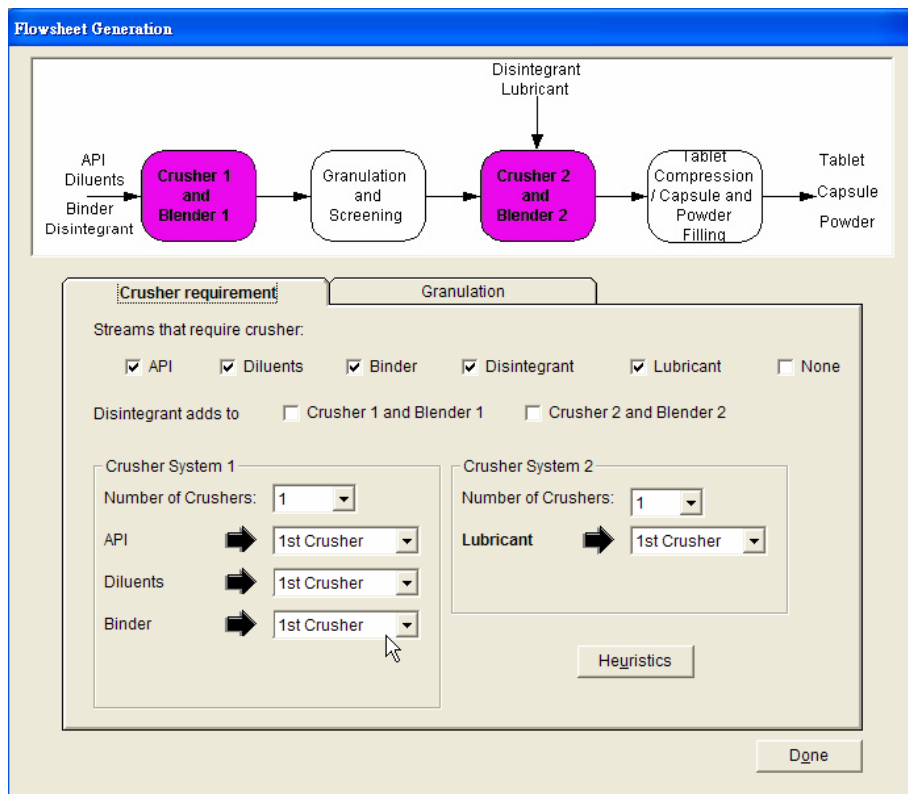 Flowsheet Generation
Disintegrant
Lubricant
API
Diluents
Binder
Disintegrant
Crusher 1
and
Blender 1
Granulation
and
Screening
Crusher 2
and
Blender 2
Tablet
Compression
/ Capsule and
Powder
Filling
Tablet
Capsule
Powder
Crusher requirement
Granulation
Streams that require crusher:
API Diluents Binder Disintegrant Lubricant None
Disintegrant adds to Crusher 1 and Blender 1 Crusher 2 and Blender 2
Crusher System 1
Number of Crushers: 1
API 1st Crusher
Diluents 1st Crusher
Binder 1st Crusher
Crusher System 2
Number of Crushers: 1
Lubricant 1st Crusher
Heuristics
Done